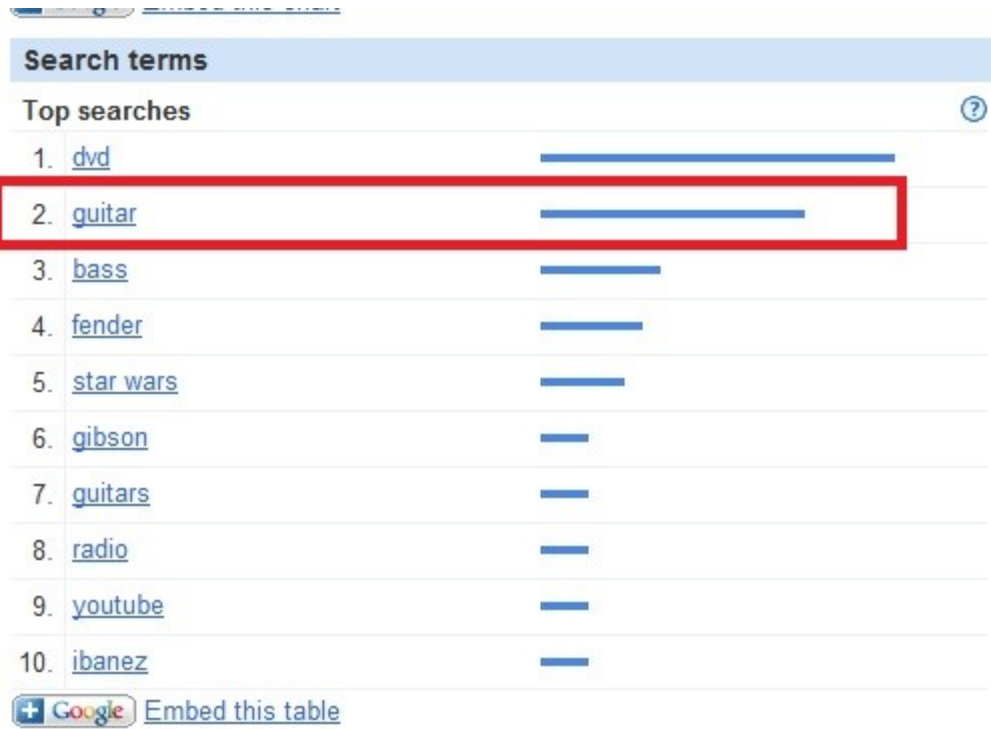 Search terms
Top searches
?
1. dvd
2. guitar
3. bass
4. fender
5. star wars
6. gibson
7. guitars
8. radio
9. youtube
10. ibanez
+ Google Embed this table